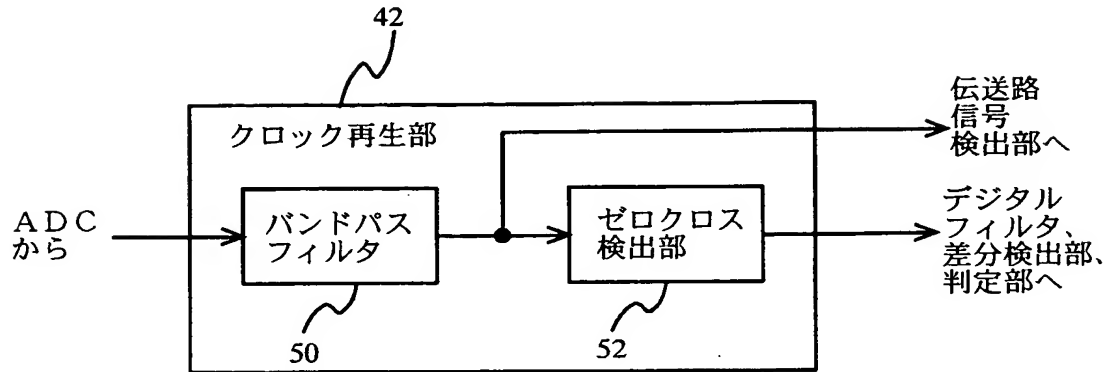 42
クロック再生部
ＡＤＣ
から
バンドパス
フィルタ
50
ゼロクロス
検出部
52
伝送路
信号
検出部へ
デジタル
フィルタ、
差分検出部、
判定部へ